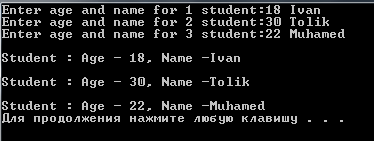 Enter age and name for 1 student:18 Ivan
Enter age and name for 2 student:30 Tolik
Enter age and name for 3 student:22 Muhamed
Student : Age - 18, Name -Ivan
Student : Age - 30, Name -Tolik
Student : Age - 22, Name -Muhamed
Для продолжения нажмите любую клавишу . . .